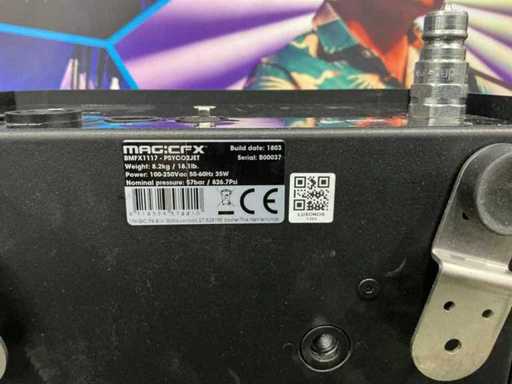 MAGICFX®
Build date: 1803
BMFX1117 - PSYCO2JET
Serial: B00037
Weight: 8.2kg / 18.1lb.
Power: 100-250Vac 50-60Hz 35W
Nominal pressure: 57bar / 826.7Psi
CE